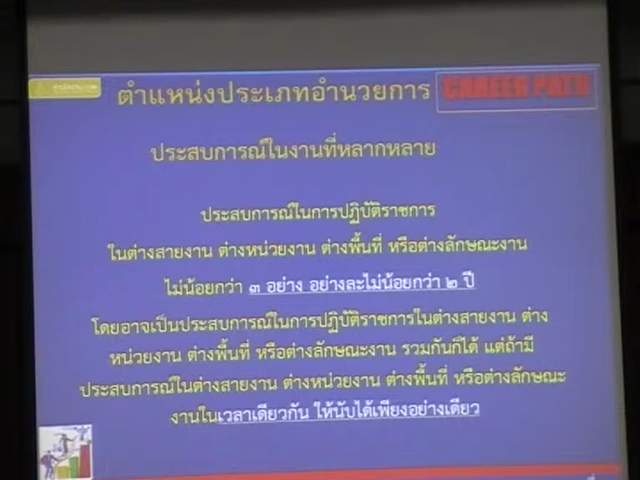 ตำแหน่งประเภทอำนวยการ CAREER PATH
ประสบการณ์ในงานที่หลากหลาย
ประสบการณ์ในการปฏิบัติราชการ
ในต่างสายงาน ต่างหน่วยงาน ต่างพื้นที่ หรือต่างลักษณะงาน
ไม่น้อยกว่า ๓ อย่าง อย่างละไม่น้อยกว่า ๒ ปี
โดยอาจเป็นประสบการณ์ในการปฏิบัติราชการในต่างสายงาน ต่าง
หน่วยงาน ต่างพื้นที่ หรือต่างลักษณะงาน รวมกันก็ได้ แต่ถ้ามี
ประสบการณ์ในต่างสายงาน ต่างหน่วยงาน ต่างพื้นที่ หรือต่างลักษณะ
งานในเวลาเดียวกัน ให้นับได้เพียงอย่างเดียว